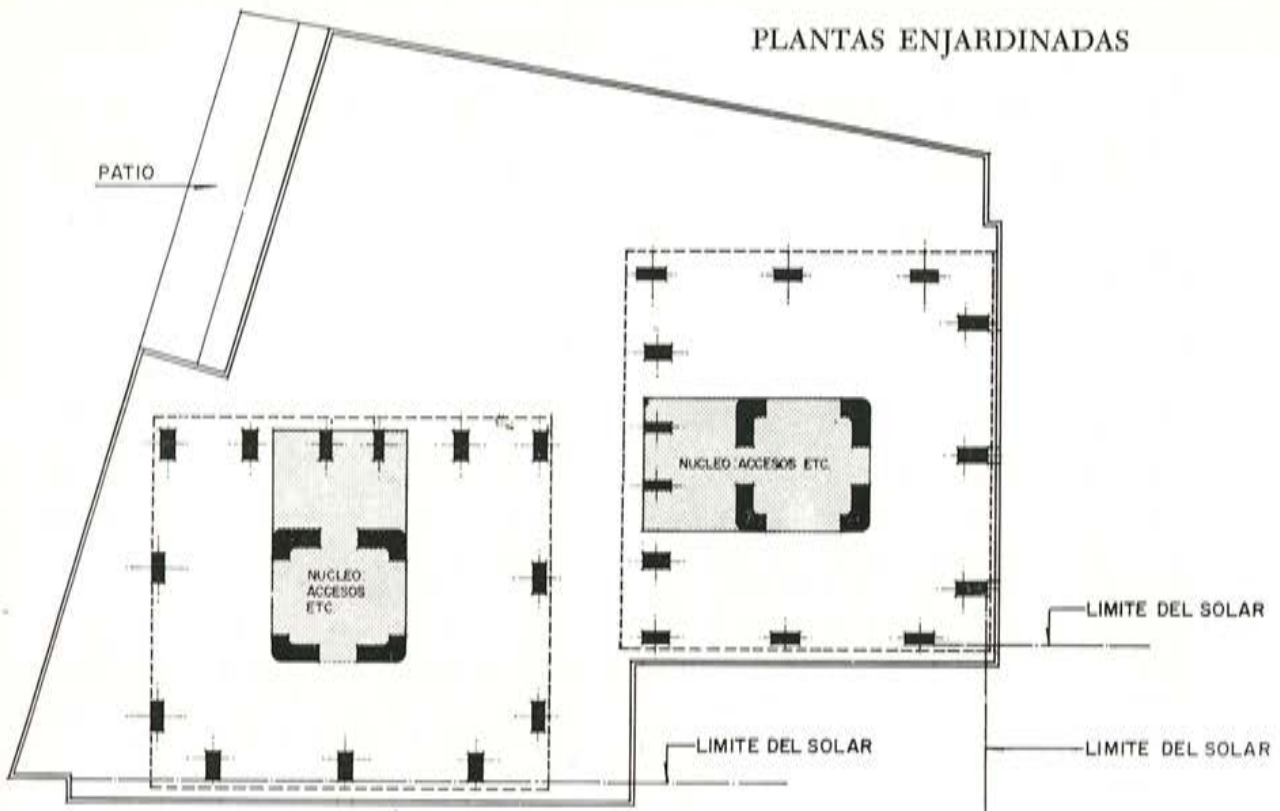 PLANTAS ENJARDINADAS
PATIO
NUCLEO ACCESOS ETC.
NUCLEO
ACCESOS
ETC
LIMITE DEL SOLAR
LIMITE DEL SOLAR
LIMITE DEL SOLAR